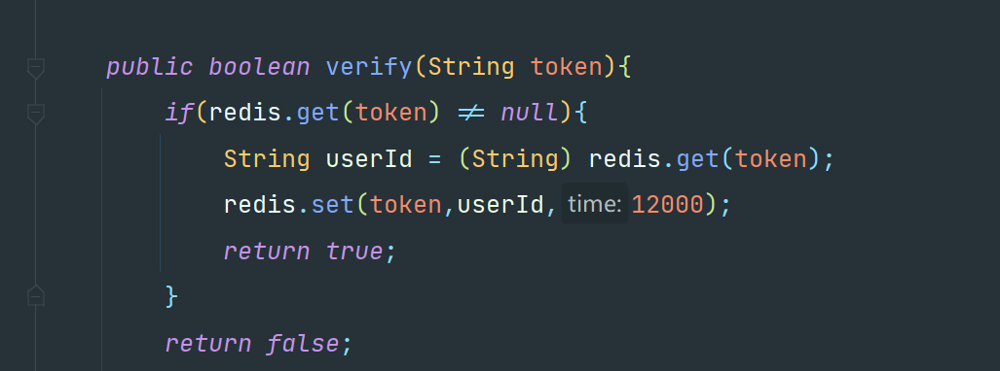 public boolean verify(String token){
if(redis.get(token) != null){
String userId = (String) redis.get(token);
redis.set(token,userId, time: 12000);
return true;
}
return false;